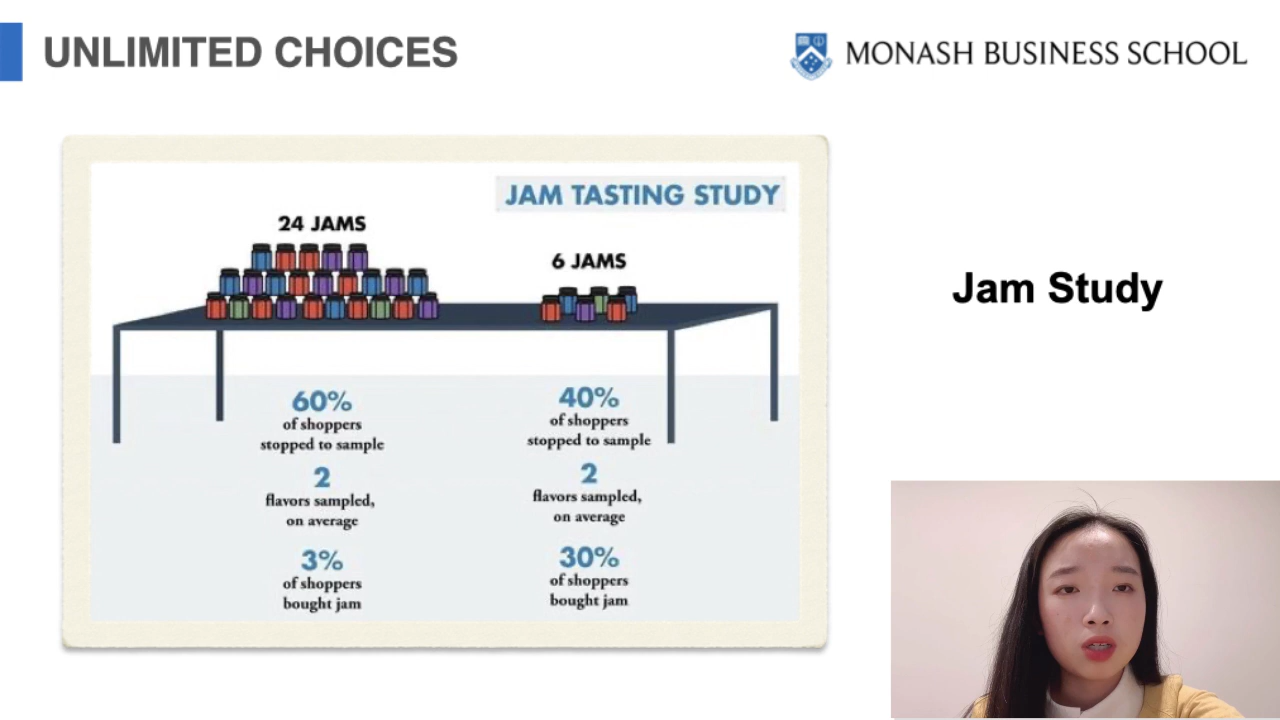 UNLIMITED CHOICES
MONASH BUSINESS SCHOOL
JAM TASTING STUDY
24 JAMS
6 JAMS
60%
of shoppers
stopped to sample
2
flavors sampled,
on average
3%
of shoppers
bought jam
40%
of shoppers
stopped to sample
2
flavors sampled,
on average
30%
of shoppers
bought jam
Jam Study